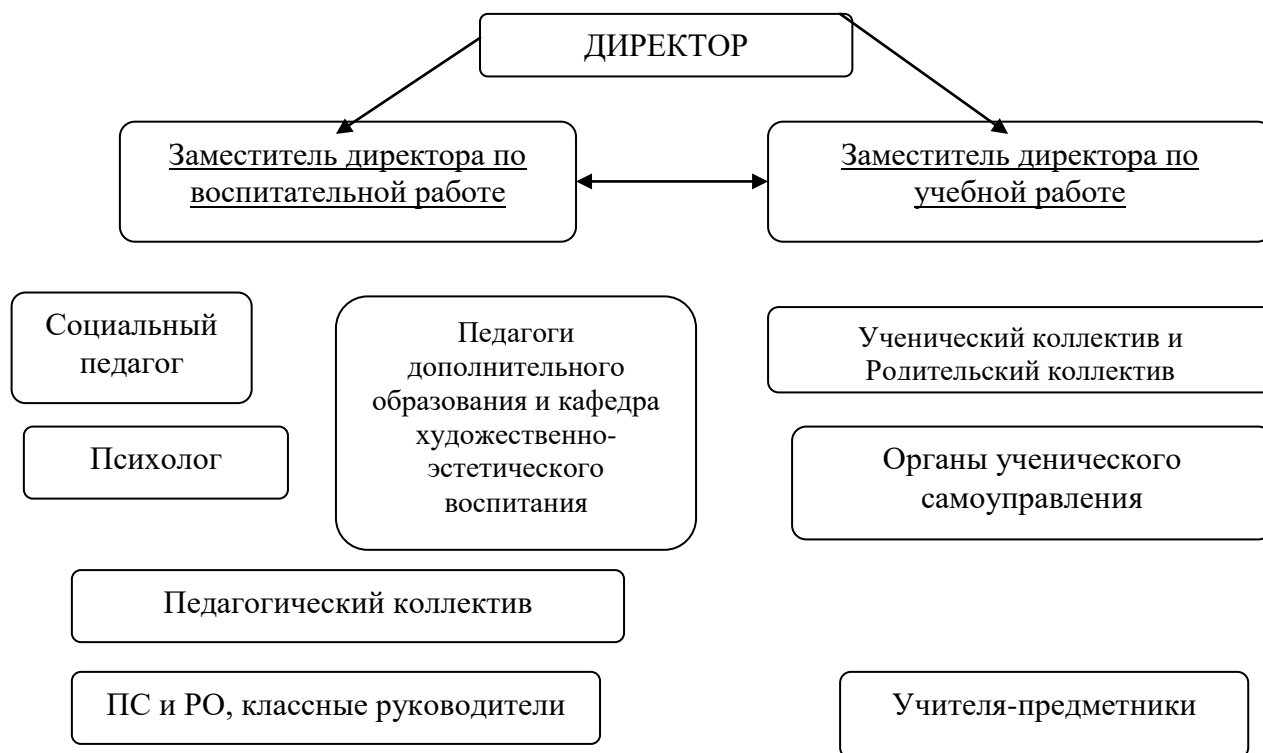 ДИРЕКТОР
Заместитель директора по
воспитательной работе
Заместитель директора по
учебной работе
Социальный
педагог
Педагоги
дополнительного
образования и кафедра
художественно-
эстетического
воспитания
Ученический коллектив и
Родительский коллектив
Психолог
Органы ученического
самоуправления
Педагогический коллектив
ПС и РО, классные руководители
Учителя-предметники